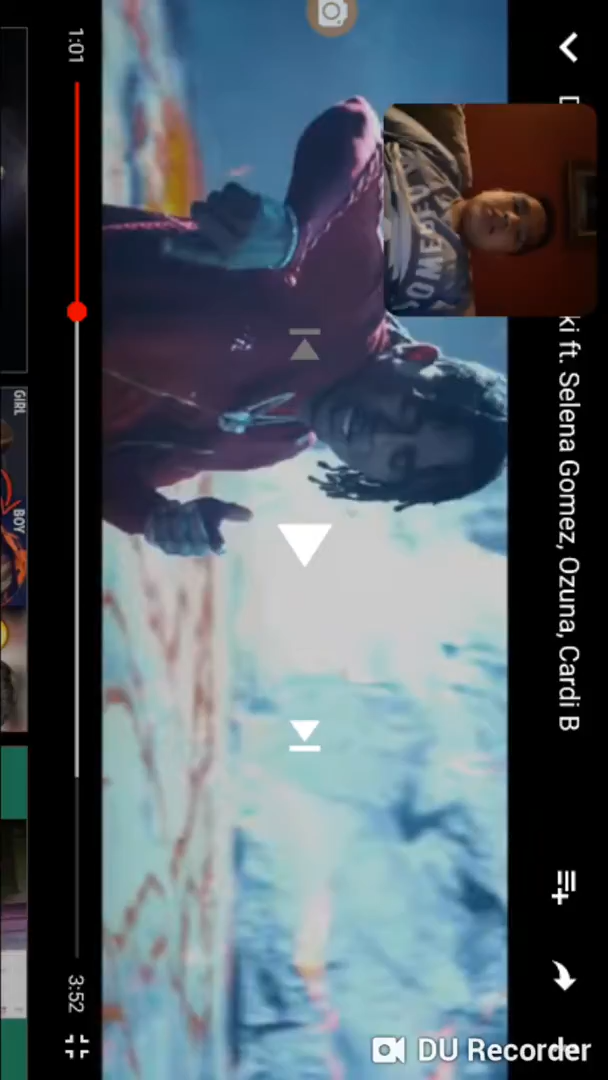 ki ft. Selena Gomez, Ozuna, Cardi B
1:01
3:52
GIRL
BOY
DU Recorder